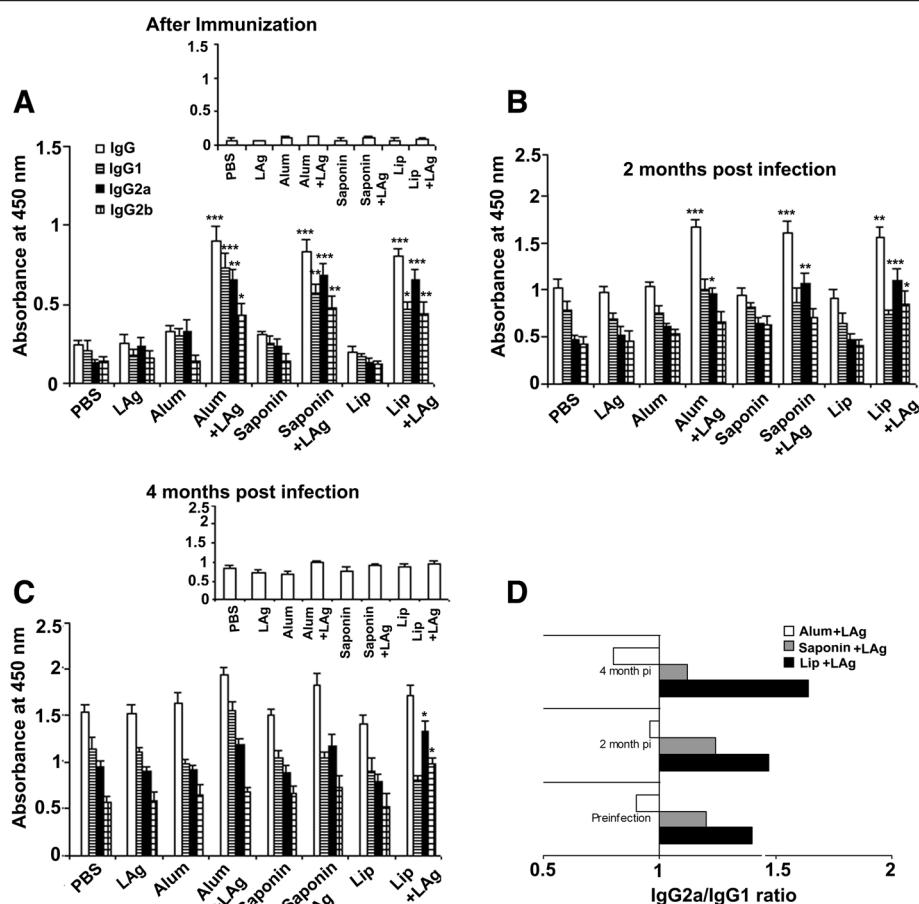 After Immunization
1.5
1
0.5
0
PBS
LAg
Alum
Alum
+LAg
Saponin
Saponin
+LAg
Lip
Lip
+LAg
A
IgG
IgG1
IgG2a
IgG2b
Absorbance at 450 nm
1.5
1
0.5
0
***
***
**
*
***
**
**
***
*
***
**
PBS
LAg
Alum
Alum
+LAg
Saponin
Saponin
+LAg
Lip
Lip
+LAg
B
2 months post infection
Absorbance at 450 nm
2.5
2
1.5
1
0.5
0
***
*
***
**
**
***
*
PBS
LAg
Alum
Alum
+LAg
Saponin
Saponin
+LAg
Lip
Lip
+LAg
4 months post infection
2.5
2
1.5
1
0.5
0
PBS
LAg
Alum
Alum
+LAg
Saponin
Saponin
+LAg
Lip
Lip
+LAg
C
Absorbance at 450 nm
2.5
2
1.5
1
0.5
0
*
*
PBS
LAg
Alum
Alum
+LAg
Saponin
Saponin
Lip
Lip
+LAg
D
Alum+LAg
Saponin +LAg
Lip +LAg
4 month pi
2 month pi
Preinfection
0.5
1
1.5
2
IgG2a/IgG1 ratio